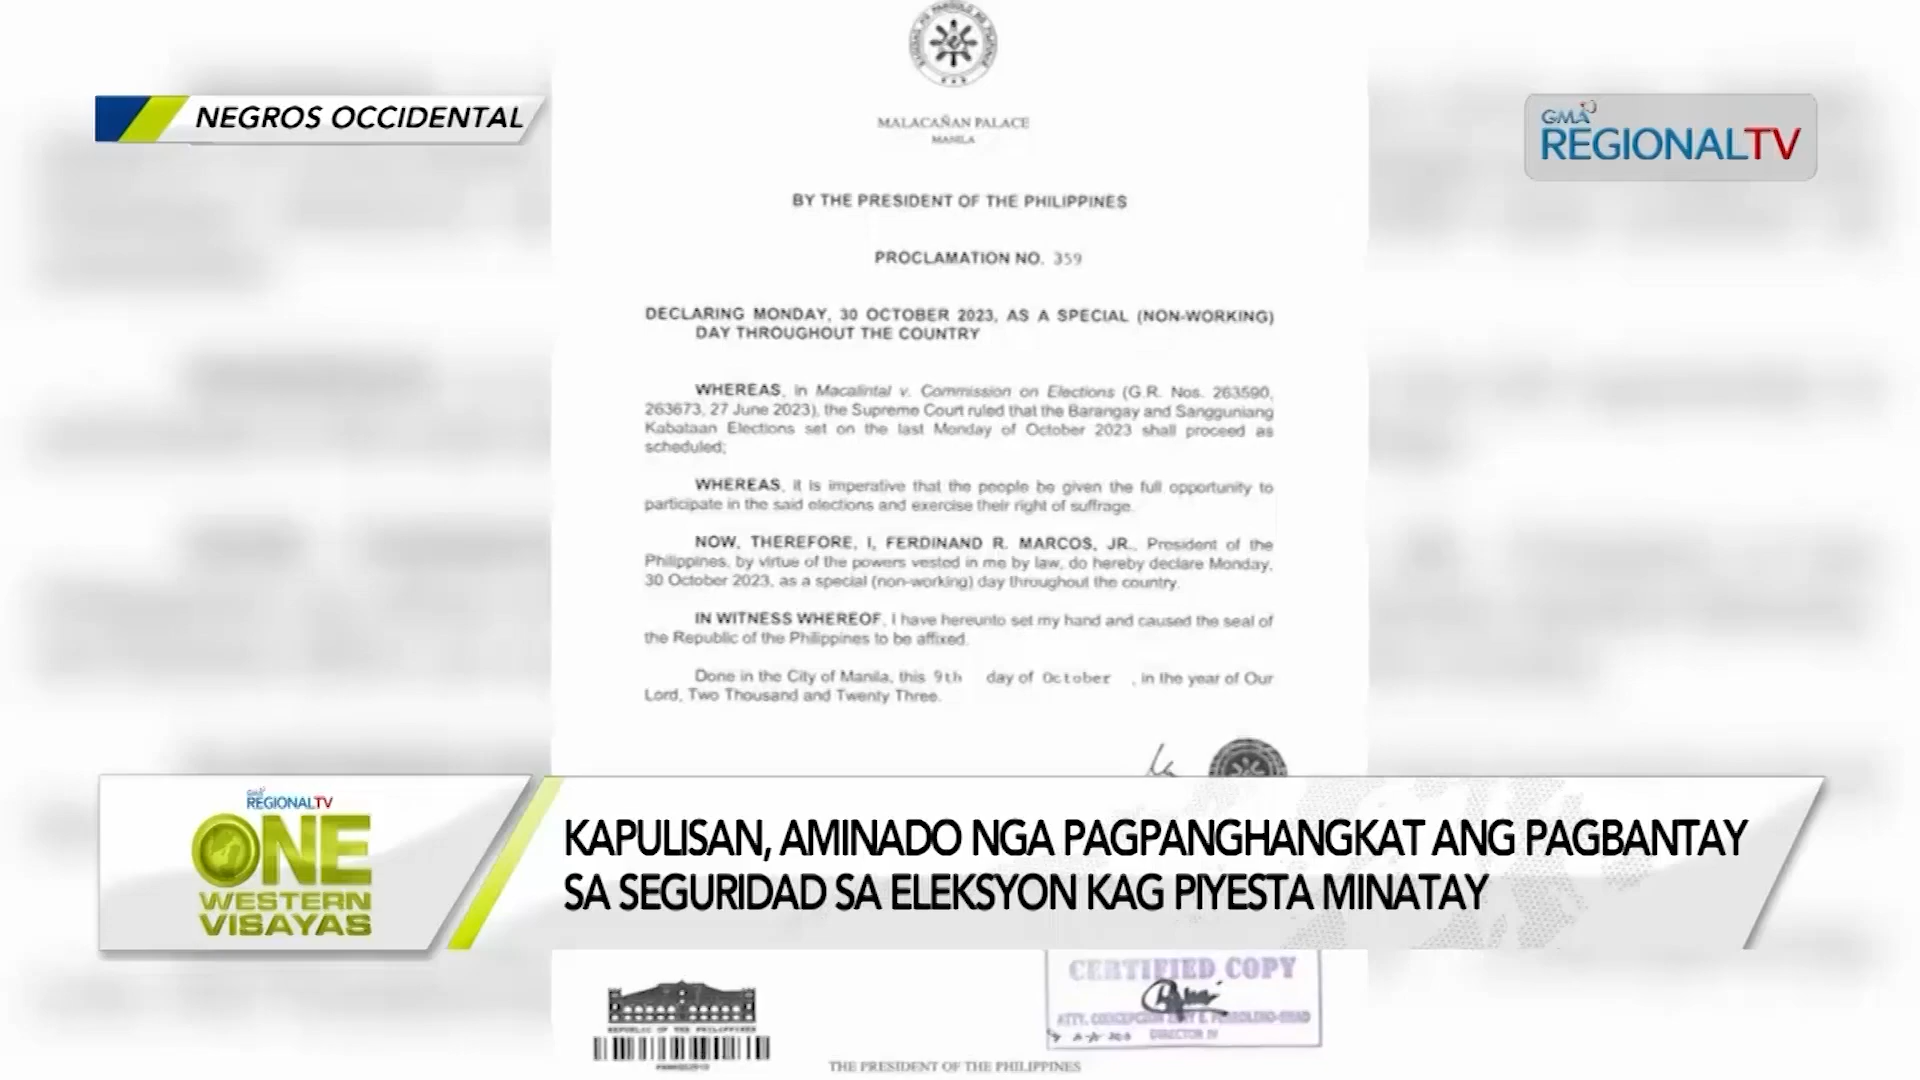 NEGROS OCCIDENTAL
GMA
REGIONALTV
MALACAÑAN PALACE
MANILA
BY THE PRESIDENT OF THE PHILIPPINES
PROCLAMATION NO. 359
DECLARING MONDAY, 30 OCTOBER 2023, AS A SPECIAL (NON-WORKING)
DAY THROUGHOUT THE COUNTRY
WHEREAS, in Macalintal v. Commission on Elections (G.R. Nos. 263590,
263673, 27 June 2023), the Supreme Court ruled that the Barangay and Sangguniang
Kabataan Elections set on the last Monday of October 2023 shall proceed as
scheduled;
WHEREAS, it is imperative that the people be given the full opportunity to
participate in the said elections and exercise their right of suffrage.
NOW, THEREFORE, I, FERDINAND R. MARCOS, JR., President of the
Philippines, by virtue of the powers vested in me by law, do hereby declare Monday,
30 October 2023, as a special (non-working) day throughout the country.
IN WITNESS WHEREOF, I have hereunto set my hand and caused the seal of
the Republic of the Philippines to be affixed.
Done in the City of Manila, this 9th day of October , in the year of Our
Lord, Two Thousand and Twenty Three.
GMA
REGIONALTV
ONE
WESTERN
VISAYAS
KAPULISAN, AMINADO NGA PAGPANGHANGKAT ANG PAGBANTAY
SA SEGURIDAD SA ELEKSYON KAG PIYESTA MINATAY
CERTIFIED COPY
DIRECTOR IV
REPUBLIC OF THE PHILIPPINES
THE PRESIDENT OF THE PHILIPPINES